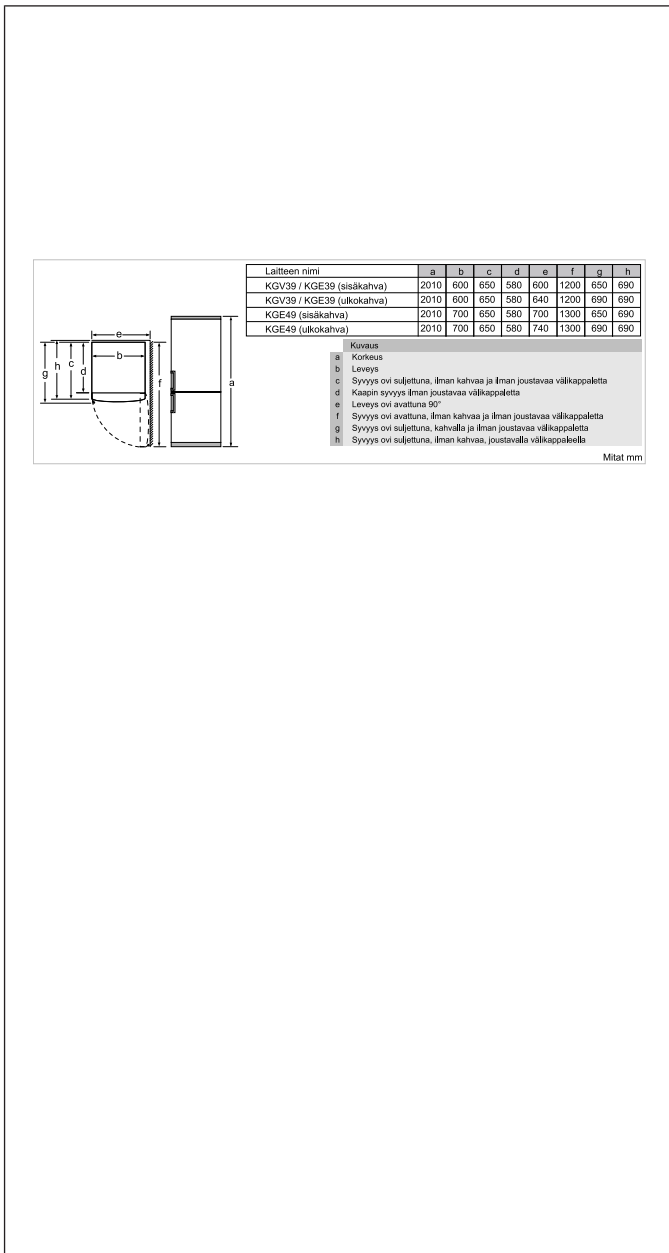 Laitteen nimi a b c d e f g h
KGV39 / KGE39 (sisäkahva) 2010 600 650 580 600 1200 650 690
KGV39 / KGE39 (ulkokahva) 2010 600 650 580 640 1200 690 690
KGE49 (sisäkahva) 2010 700 650 580 700 1300 650 690
KGE49 (ulkokahva) 2010 700 650 580 740 1300 690 690
e
b
g h c d f a
Kuvaus
a Korkeus
b Leveys
c Syvyys ovi suljettuna, ilman kahvaa ja ilman joustavaa välikappaletta
d Kaapin syvyys ilman joustavaa välikappaletta
e Leveys ovi avattuna 90°
f Syvyys ovi avattuna, ilman kahvaa ja ilman joustavaa välikappaletta
g Syvyys ovi suljettuna, kahvalla ja ilman joustavaa välikappaletta
h Syvyys ovi suljettuna, ilman kahvaa, joustavalla välikappaleella
Mitat mm